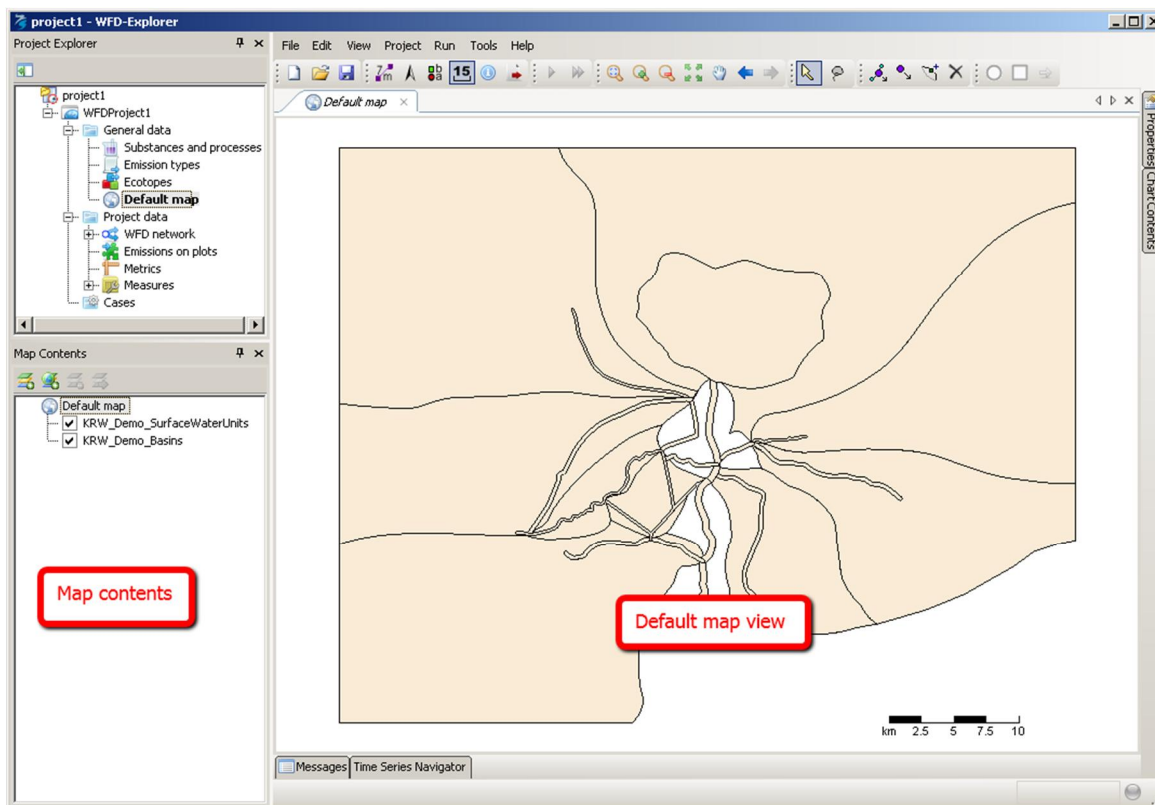 project1 - WFD-Explorer
Project Explorer
File Edit View Project Run Tools Help
15
project1
WFDProject1
General data
Substances and processes
Emission types
Ecotopes
Default map
Project data
WFD network
Emissions on plots
Metrics
Measures
Cases
Map Contents
Default map
KRW_Demo_SurfaceWaterUnits
KRW_Demo_Basins
Map contents
Default map
Default map view
km 2.5 5 7.5 10
Properties
Chart Contents
Messages Time Series Navigator